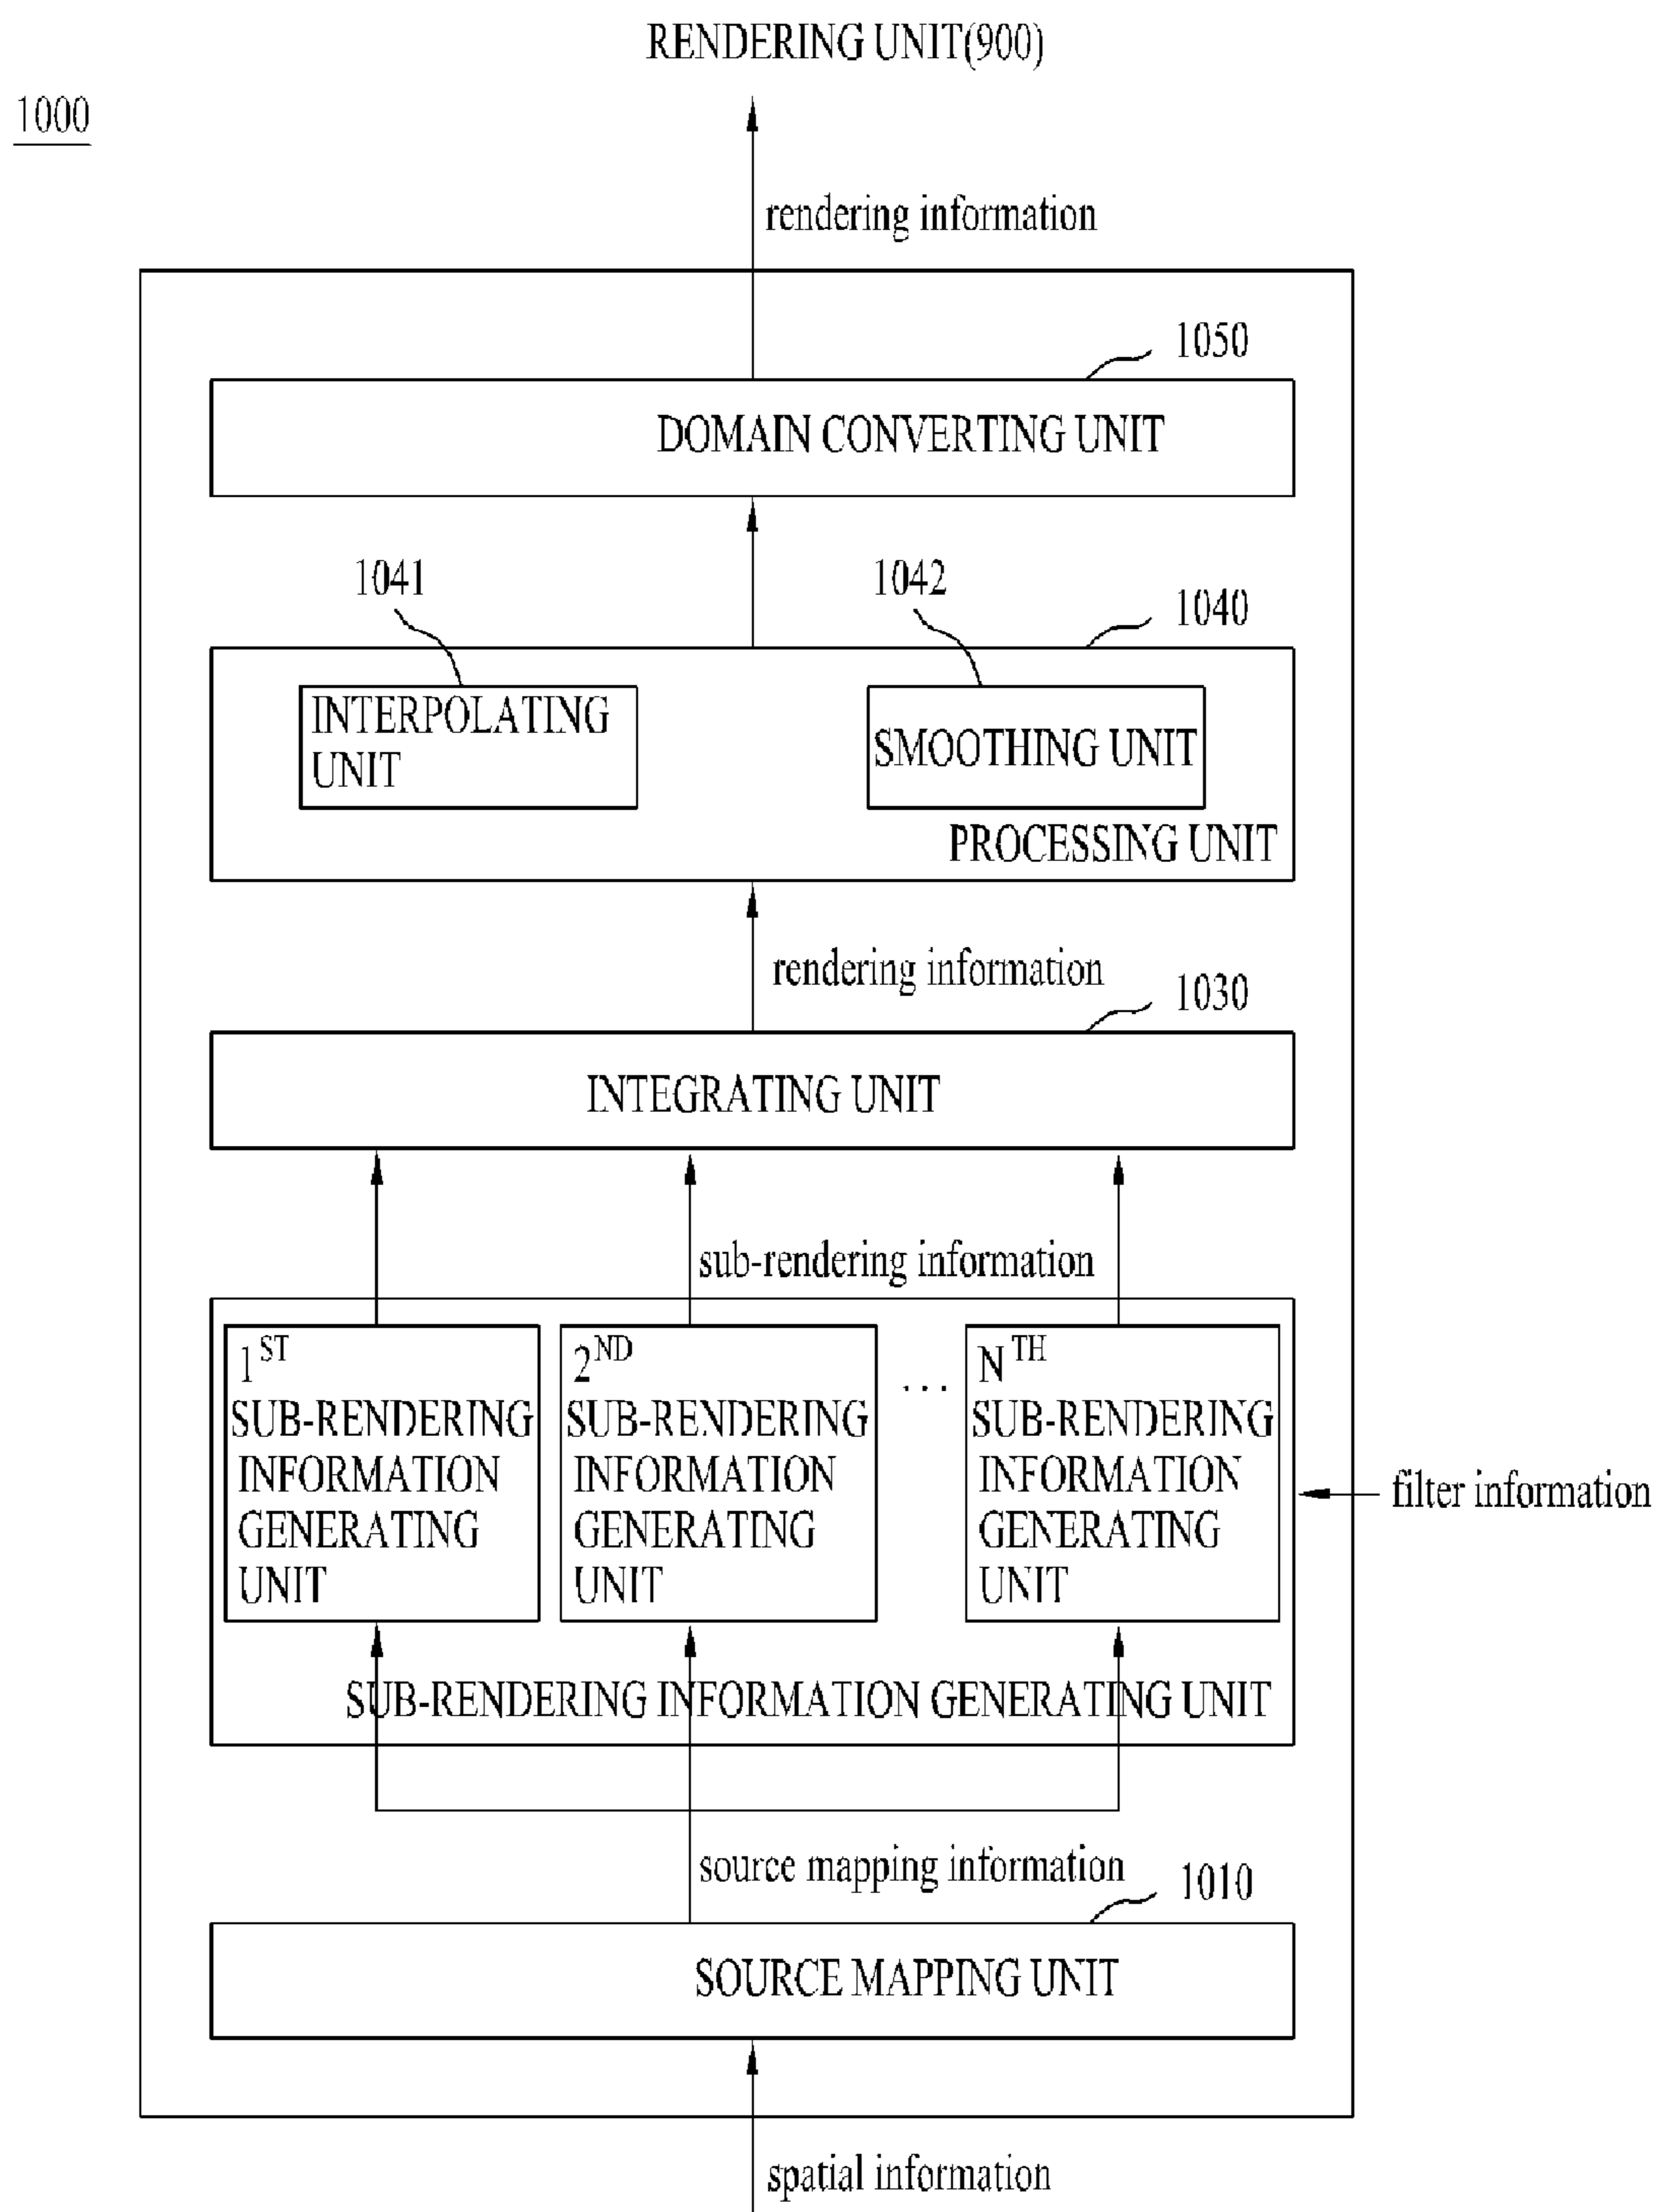 RENDERING UNIT(900)
1000
rendering information
1050
DOMAIN CONVERTING UNIT
1041
1042
1040
INTERPOLATING
UNIT
SMOOTHING UNIT
PROCESSING UNIT
rendering information
1030
INTEGRATING UNIT
sub-rendering information
1ST
SUB-RENDERING
INFORMATION
GENERATING
UNIT
2ND
SUB-RENDERING
INFORMATION
GENERATING
UNIT
...
NTH
SUB-RENDERING
INFORMATION
GENERATING
UNIT
filter information
SUB-RENDERING INFORMATION GENERATING UNIT
source mapping information
1010
SOURCE MAPPING UNIT
spatial information